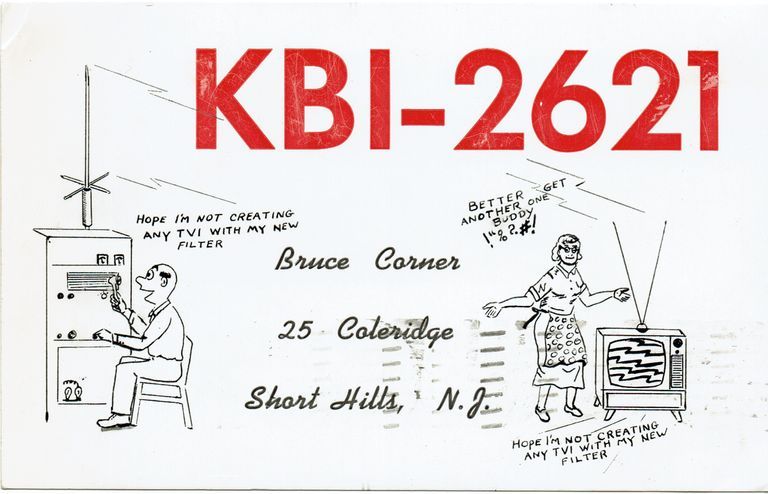 KBI-2621
HOPE I'M NOT CREATING
ANY TVI WITH MY NEW
FILTER
BETTER GET
ANOTHER ONE
BUDDY
!"%?.#!
Bruce Corner
25 Coleridge
Short Hills, N.J.
HOPE I'M NOT CREATING
ANY TVI WITH MY NEW
FILTER